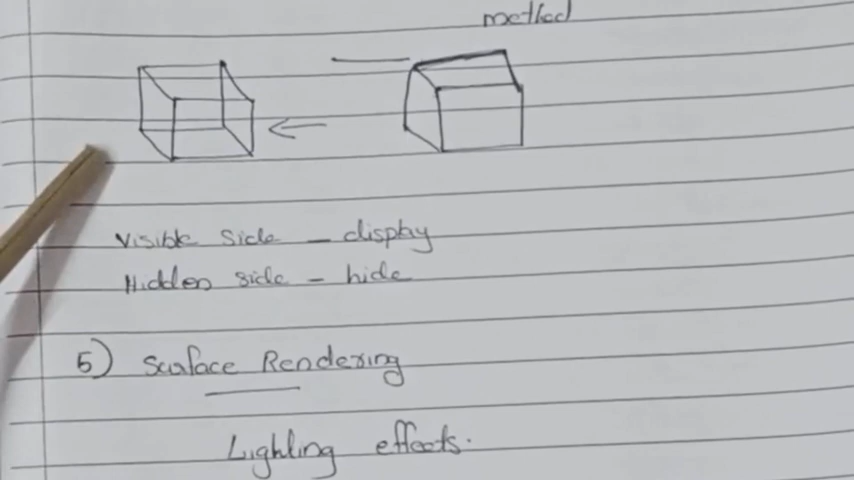 method
Visible side - display
Hidden side - hide
5) Surface Rendering
Lighting effects.